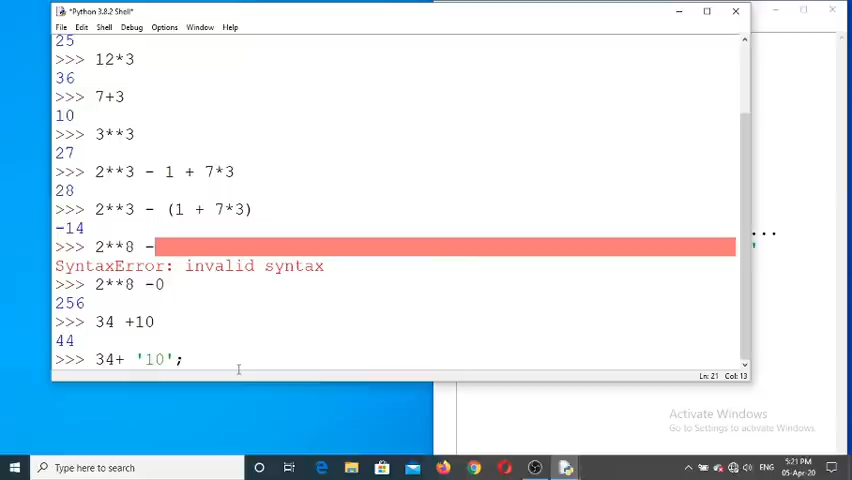 *Python 3.8.2 Shell*
File Edit Shell Debug Options Window Help
25
>>> 12*3
36
>>> 7+3
10
>>> 3**3
27
>>> 2**3 - 1 + 7*3
28
>>> 2**3 - (1 + 7*3)
-14
>>> 2**8 -
SyntaxError: invalid syntax
>>> 2**8 -0
256
>>> 34 +10
44
>>> 34+ '10';
Ln: 21 Col: 13
...
'
Activate Windows
Go to Settings to activate Windows.
Type here to search
ENG
5:21 PM
05-Apr-20